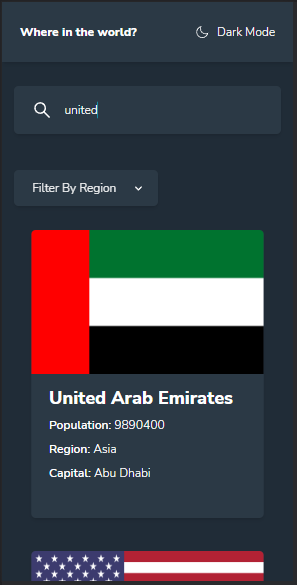 Where in the world?
Dark Mode
united
Filter By Region
United Arab Emirates
Population: 9890400
Region: Asia
Capital: Abu Dhabi